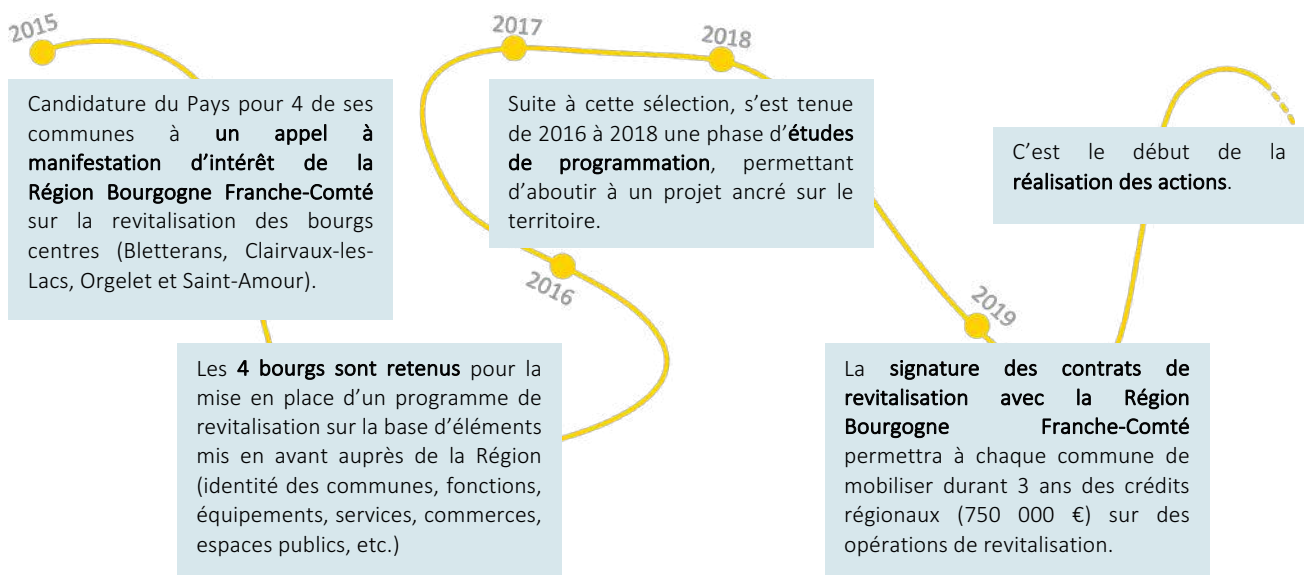 2015
Candidature du Pays pour 4 de ses
communes à un appel à
manifestation d’intérêt de la
Région Bourgogne Franche-Comté
sur la revitalisation des bourgs
centres (Bletterans, Clairvaux-les-
Lacs, Orgelet et Saint-Amour).
2016
Les 4 bourgs sont retenus pour la
mise en place d’un programme de
revitalisation sur la base d’éléments
mis en avant auprès de la Région
(identité des communes, fonctions,
équipements, services, commerces,
espaces publics, etc.)
2017
2018
Suite à cette sélection, s’est tenue
de 2016 à 2018 une phase d’études
de programmation, permettant
d’aboutir à un projet ancré sur le
territoire.
2019
La signature des contrats de
revitalisation avec la Région
Bourgogne Franche-Comté
permettra à chaque commune de
mobiliser durant 3 ans des crédits
régionaux (750 000 €) sur des
opérations de revitalisation.
C’est le début de la
réalisation des actions.